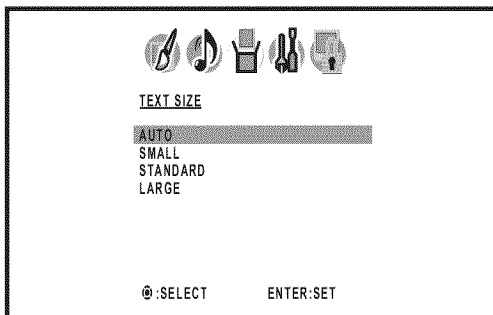 TEXT SIZE
AUTO
SMALL
STANDARD
LARGE
:SELECT ENTER:SET